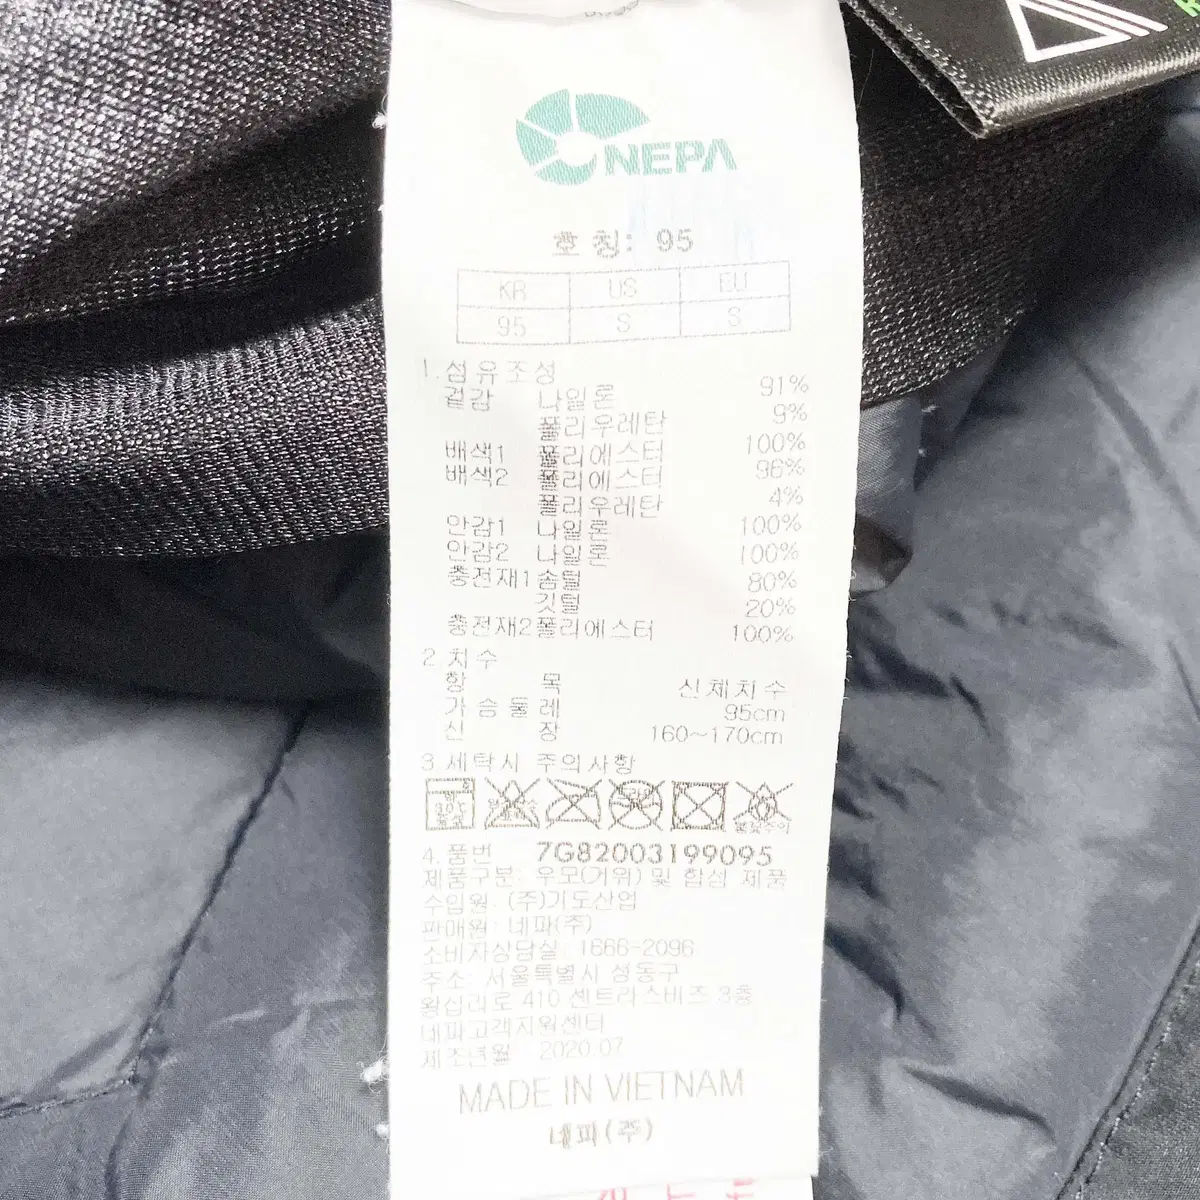 NEPA
호칭: 95
KR US EU
95 S S
1.섬유조성
겉감 나일론 91%
폴리우레탄 9%
배색1 폴리에스터 100%
배색2 폴리에스터 96%
폴리우레탄 4%
안감1 나일론 100%
안감2 나일론 100%
충전재1 솜털 80%
깃털 20%
충전재2 폴리에스터 100%
2.치수
항 목 신체치수
가슴둘레 95cm
신 장 160~170cm
3.세탁시 주의사항
4.품번 7G82003199095
제품구분: 우모(거위) 및 합성 제품
수입원: (주)기도산업
판매원: 네파(주)
소비자상담실: 1666-2096
주소: 서울특별시 성동구
왕십리로 410 센트라스비즈 3층
네파고객지원센터
제조년월: 2020.07
MADE IN VIETNAM
네파(주)